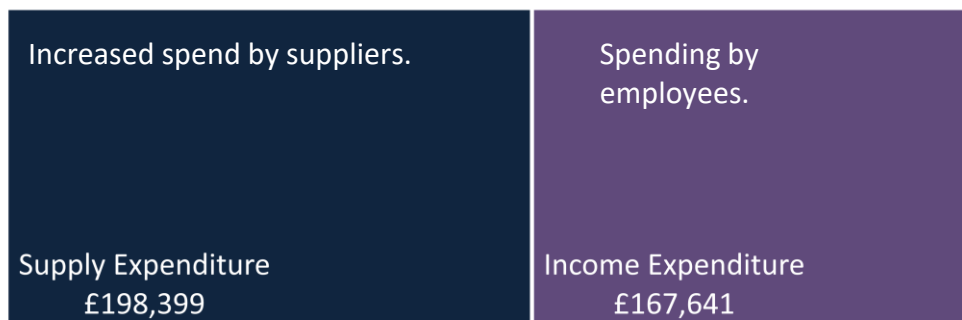 Increased spend by suppliers.
Supply Expenditure
£198,399
Spending by
employees.
Income Expenditure
£167,641